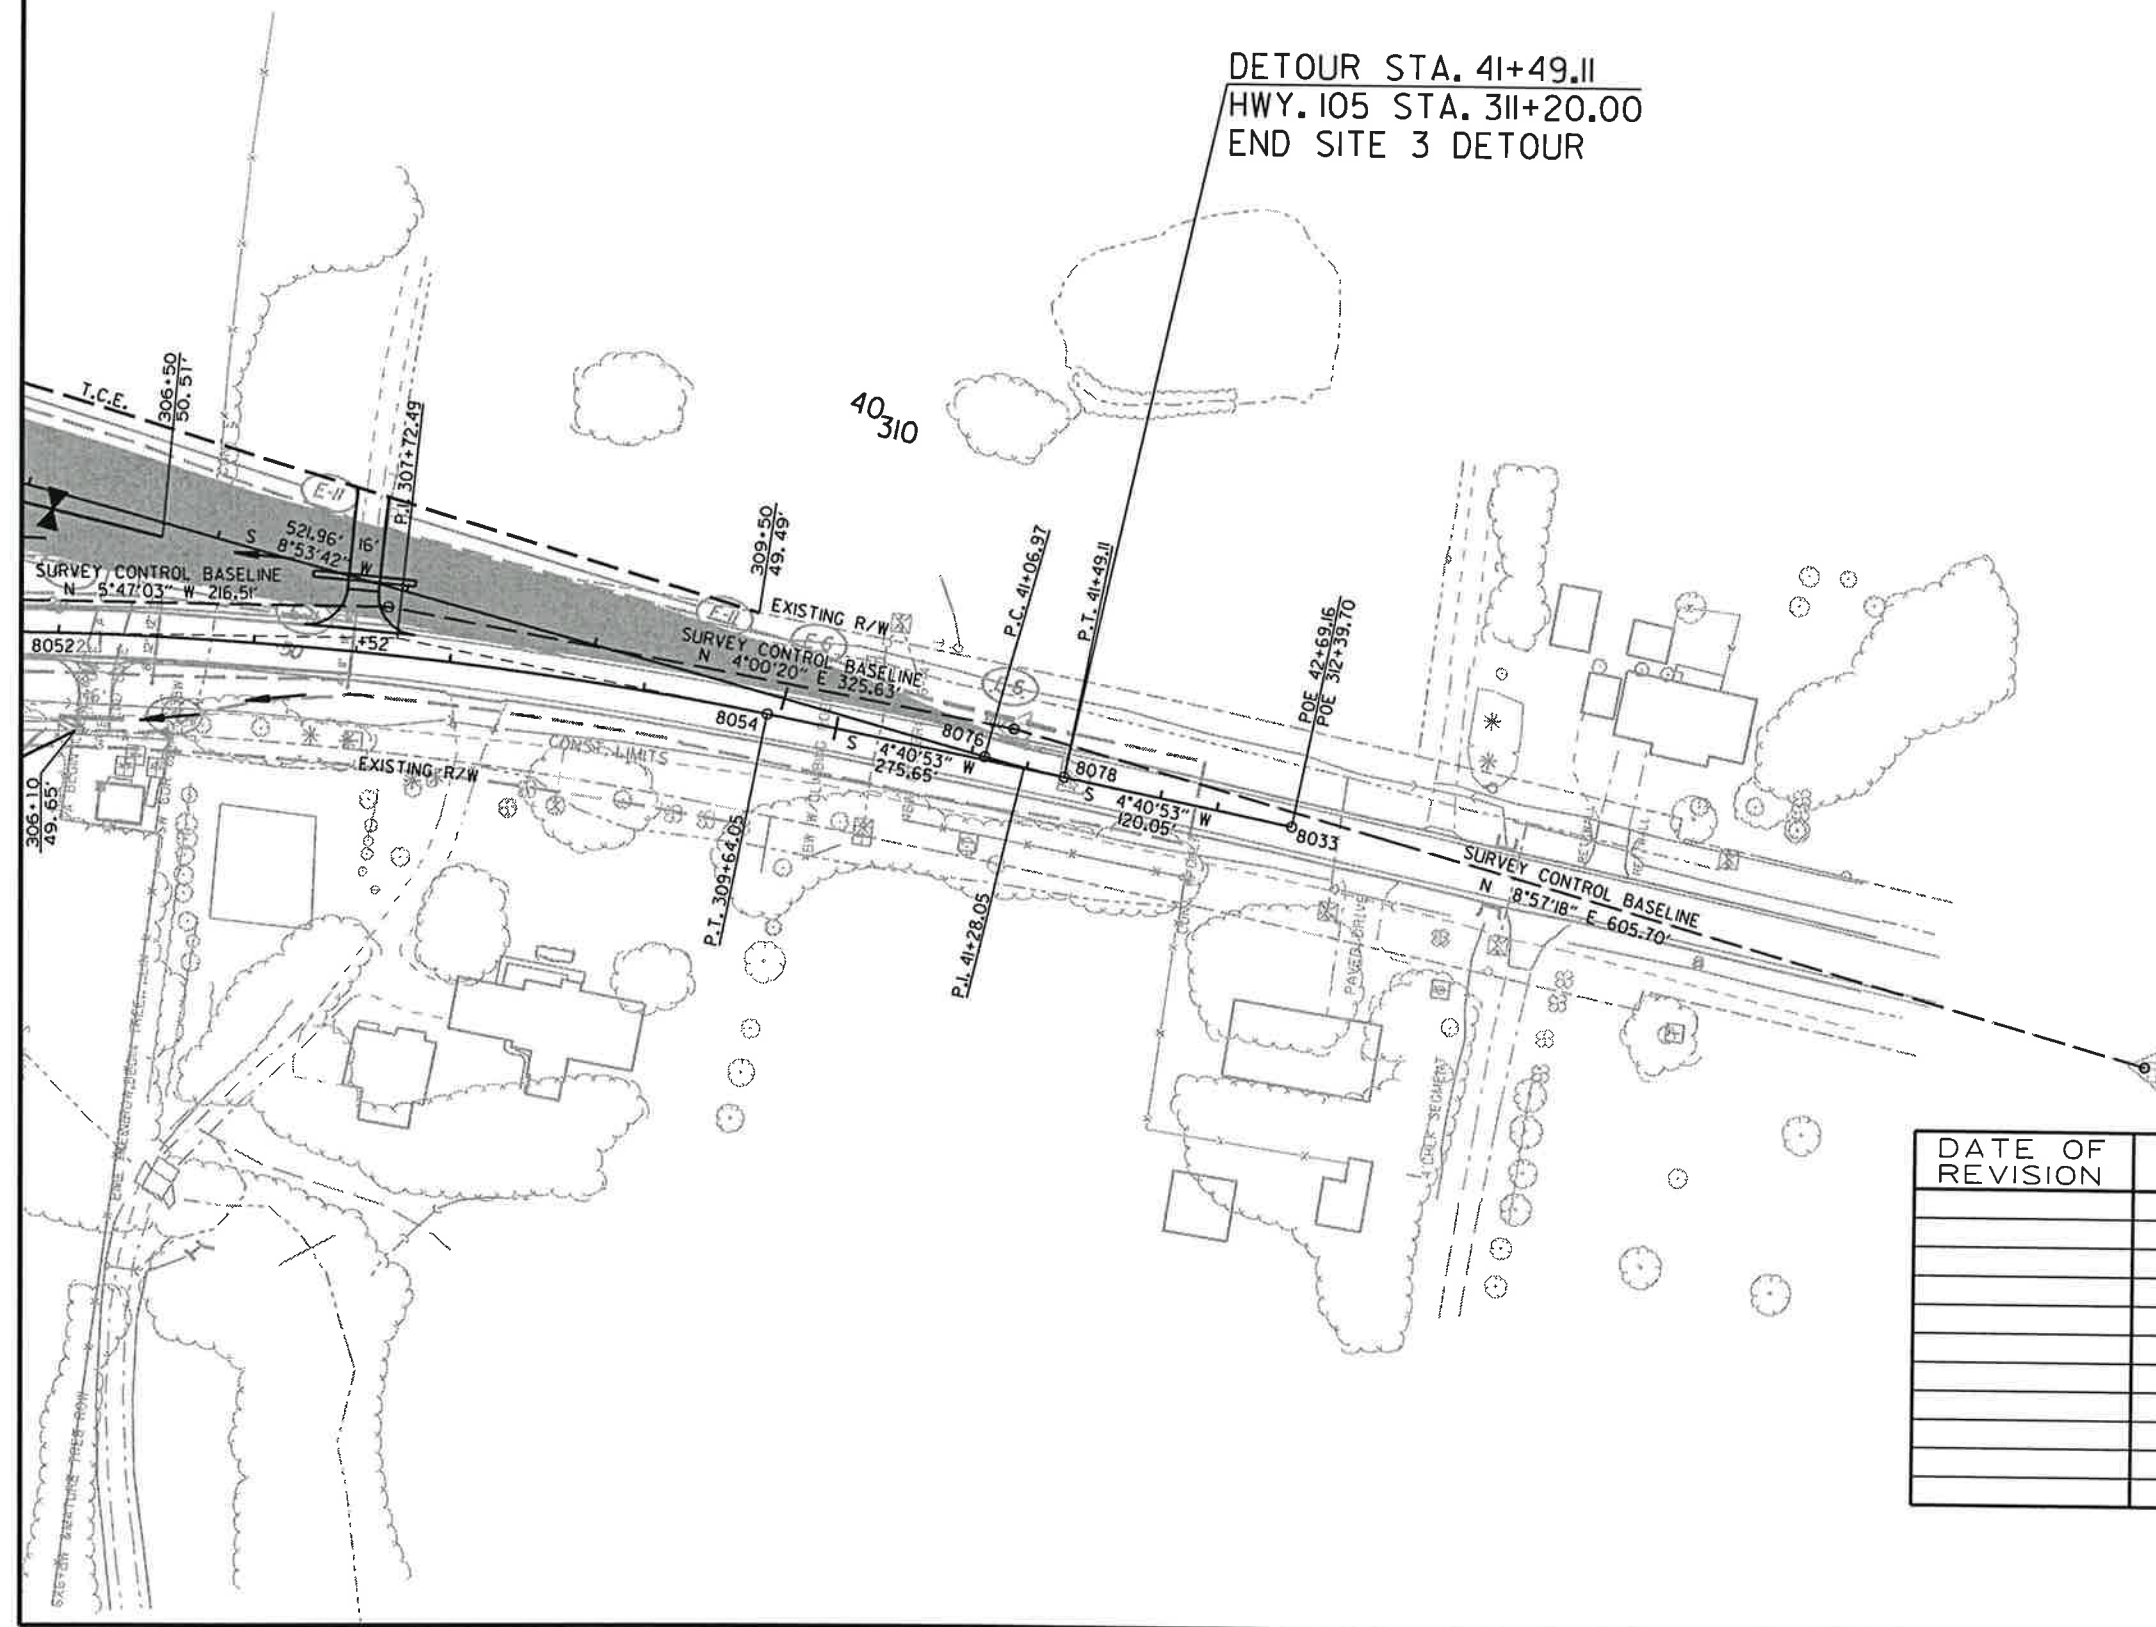 DETOUR STA. 41+49.11
HWY. 105 STA. 311+20.00
END SITE 3 DETOUR
T.C.E.
306+50
50.51'
P.I. 307+72.49
40
310
E-11
521.96' 16'
S 8°53'42" W
SURVEY CONTROL BASELINE
N 5°47'03" W 216.51'
309+50
49.49'
E-11
EXISTING R/W
E-6
SURVEY CONTROL BASELINE
N 4°00'20" E 325.63'
P.C. 41+06.97
P.T. 41+49.11
POE 42+69.16
POE 312+39.70
80522
+52
8054
8076
S 4°40'53" W
275.65'
8078
S 4°40'53" W
120.05'
8033
CONST. LIMITS
EXISTING R/W
306+10
49.65'
P.T. 309+64.05
P.I. 41+28.05
SURVEY CONTROL BASELINE
N 8°57'18" E 605.70'
PAVED DRIVE
DATE OF
REVISION